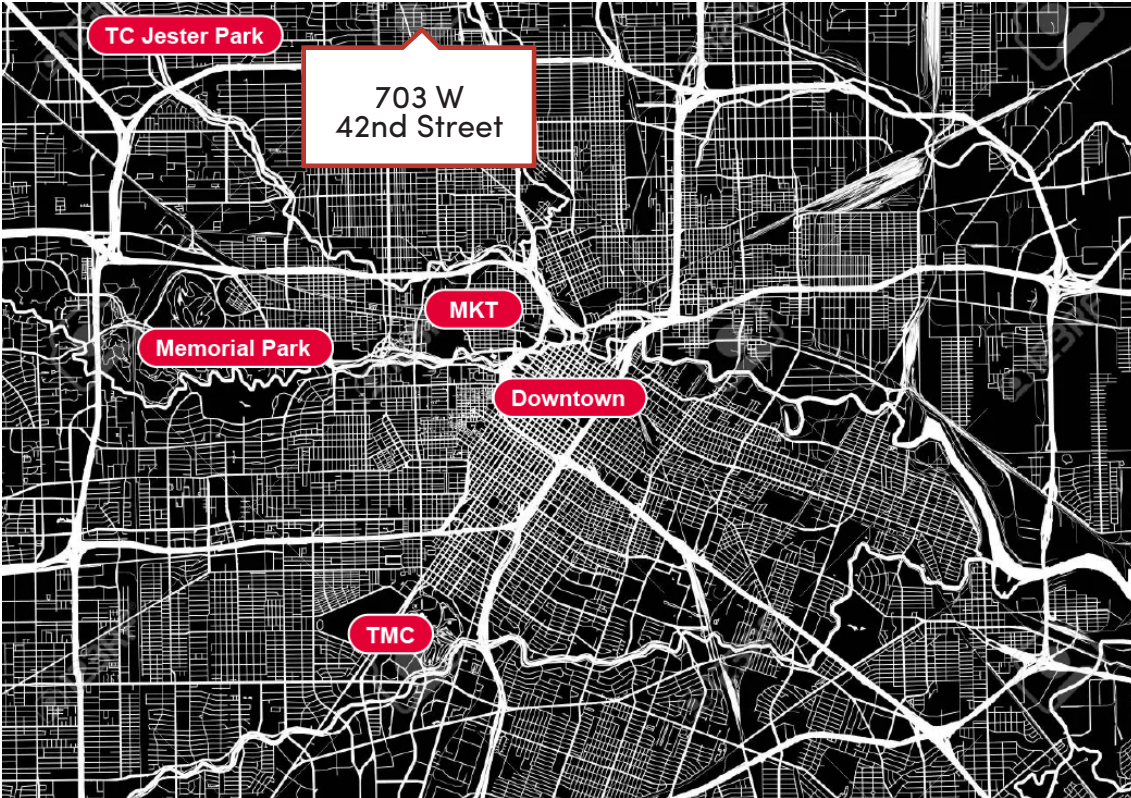 TC Jester Park
703 W
42nd Street
MKT
Memorial Park
Downtown
TMC